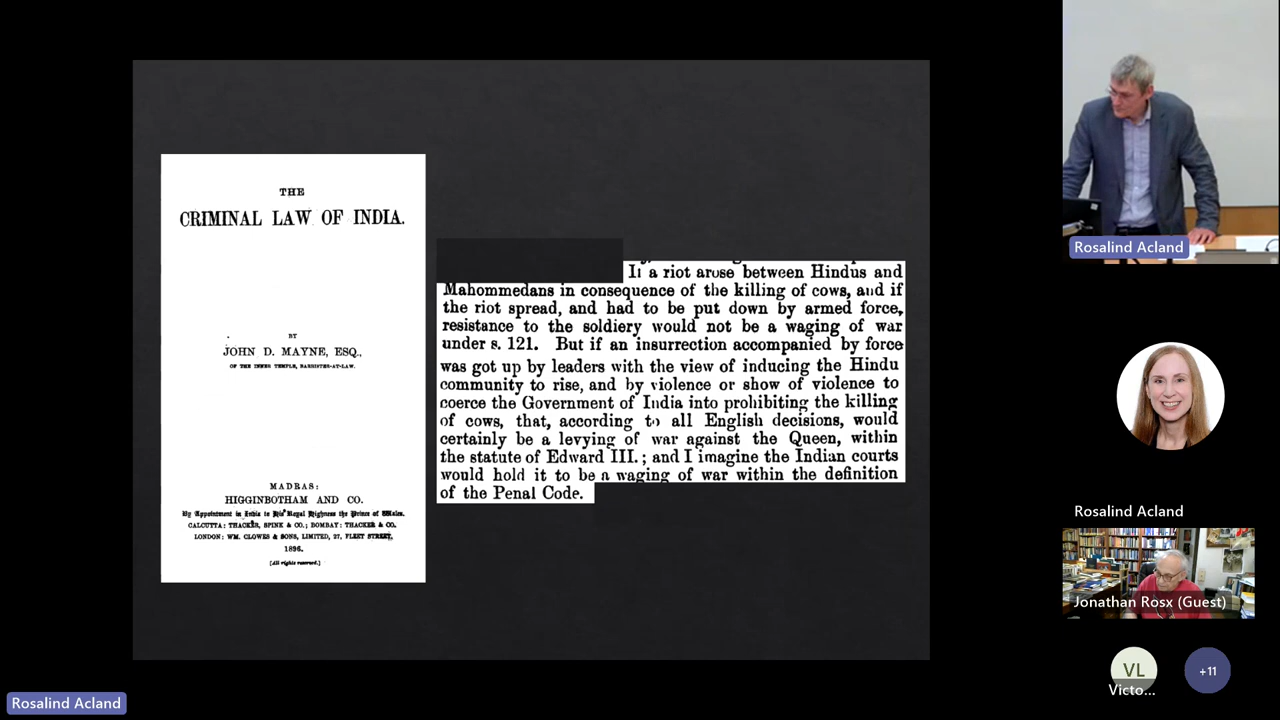 THE
CRIMINAL LAW OF INDIA.
BY
JOHN D. MAYNE, ESQ.,
OF THE INNER TEMPLE, BARRISTER-AT-LAW.
MADRAS:
HIGGINBOTHAM AND CO.
By Appointment in India to His Royal Highness the Prince of Wales.
CALCUTTA: THACKER, SPINK & CO.; BOMBAY: THACKER & CO.
LONDON: WM. CLOWES & SONS, LIMITED, 27, FLEET STREET,
1896.
[All rights reserved.]
If a riot arose between Hindus and
Mahommedans in consequence of the killing of cows, and if
the riot spread, and had to be put down by armed force,
resistance to the soldiery would not be a waging of war
under s. 121. But if an insurrection accompanied by force
was got up by leaders with the view of inducing the Hindu
community to rise, and by violence or show of violence to
coerce the Government of India into prohibiting the killing
of cows, that, according to all English decisions, would
certainly be a levying of war against the Queen, within
the statute of Edward III.; and I imagine the Indian courts
would hold it to be a waging of war within the definition
of the Penal Code.
Rosalind Acland
Rosalind Acland
Jonathan Rosx (Guest)
VL
Victo...
+11
Rosalind Acland